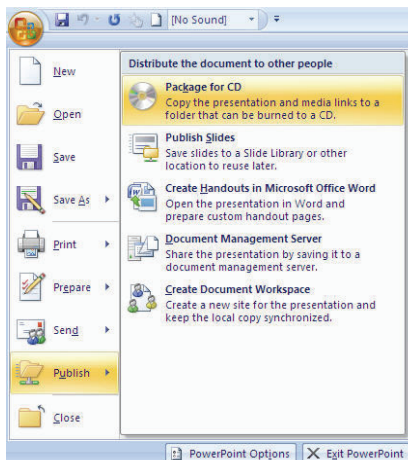 [No Sound]
New
Open
Save
Save As
Print
Prepare
Send
Publish
Close
Distribute the document to other people
Package for CD
Copy the presentation and media links to a
folder that can be burned to a CD.
Publish Slides
Save slides to a Slide Library or other
location to reuse later.
Create Handouts in Microsoft Office Word
Open the presentation in Word and
prepare custom handout pages.
Document Management Server
Share the presentation by saving it to a
document management server.
Create Document Workspace
Create a new site for the presentation and
keep the local copy synchronized.
PowerPoint Options
Exit PowerPoint